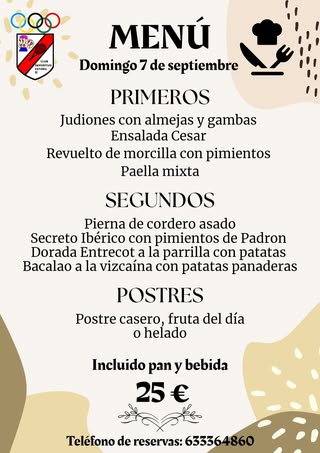 MENÚ
Domingo 7 de septiembre
PRIMEROS
Judiones con almejas y gambas
Ensalada Cesar
Revuelto de morcilla con pimientos
Paella mixta
SEGUNDOS
Pierna de cordero asado
Secreto Ibérico con pimientos de Padron
Dorada Entrecot a la parrilla con patatas
Bacalao a la vizcaína con patatas panaderas
POSTRES
Postre casero, fruta del día
o helado
Incluido pan y bebida
25 €
Teléfono de reservas: 633364860